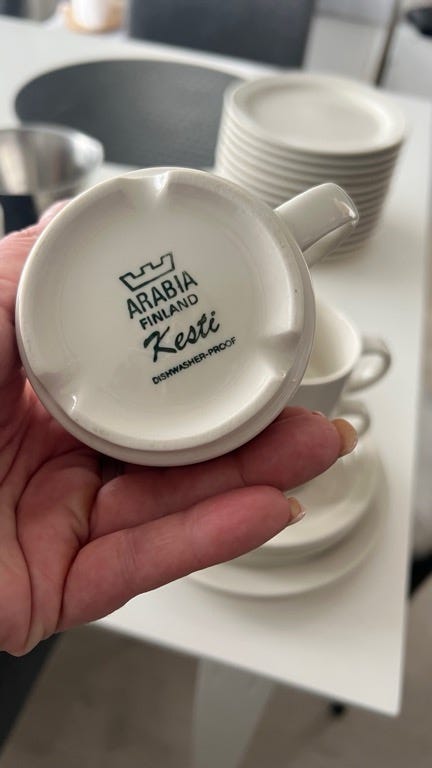 ARABIA
FINLAND
Kesti
DISHWASHER-PROOF